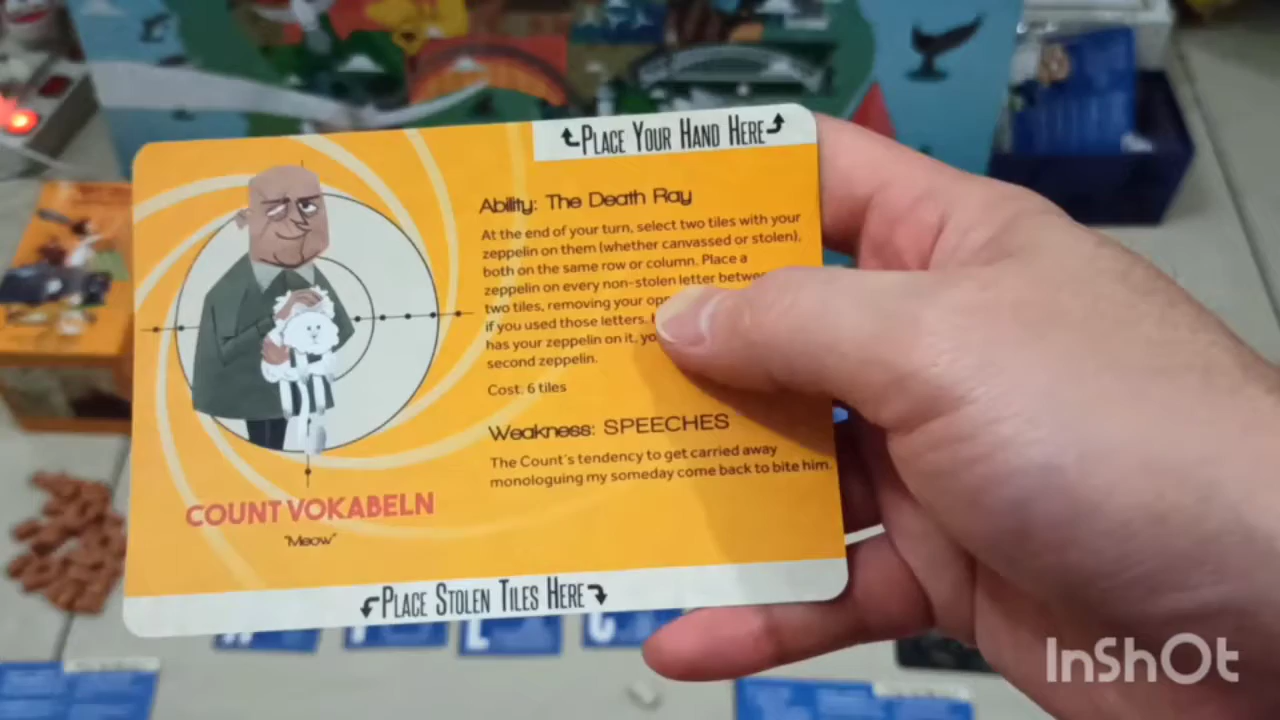 PLACE YOUR HAND HERE
Ability: The Death Ray
At the end of your turn, select two tiles with your
zeppelin on them (whether canvassed or stolen),
both on the same row or column. Place a
zeppelin on every non-stolen letter
two tiles, removing your
if you used those letters.
has your zeppelin on it,
second zeppelin.
Cost: 6 tiles
Weakness: SPEECHES
The Count's tendency to get carried away
monologuing my someday come back to bite him.
COUNT VOKABELN
"Meow"
PLACE STOLEN TILES HERE
InShOt